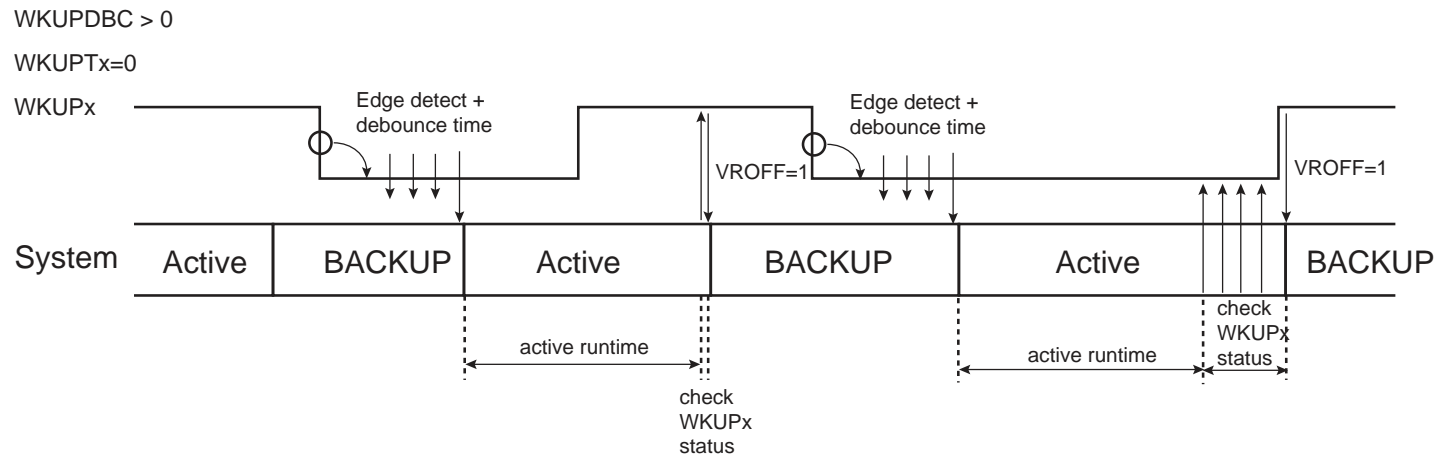 WKUPDBC > 0
WKUPTx=0
WKUPx
Edge detect +
debounce time
VROFF=1
Edge detect +
debounce time
VROFF=1
System
Active
BACKUP
Active
BACKUP
Active
BACKUP
active runtime
check
WKUPx
status
active runtime
check
WKUPx
status